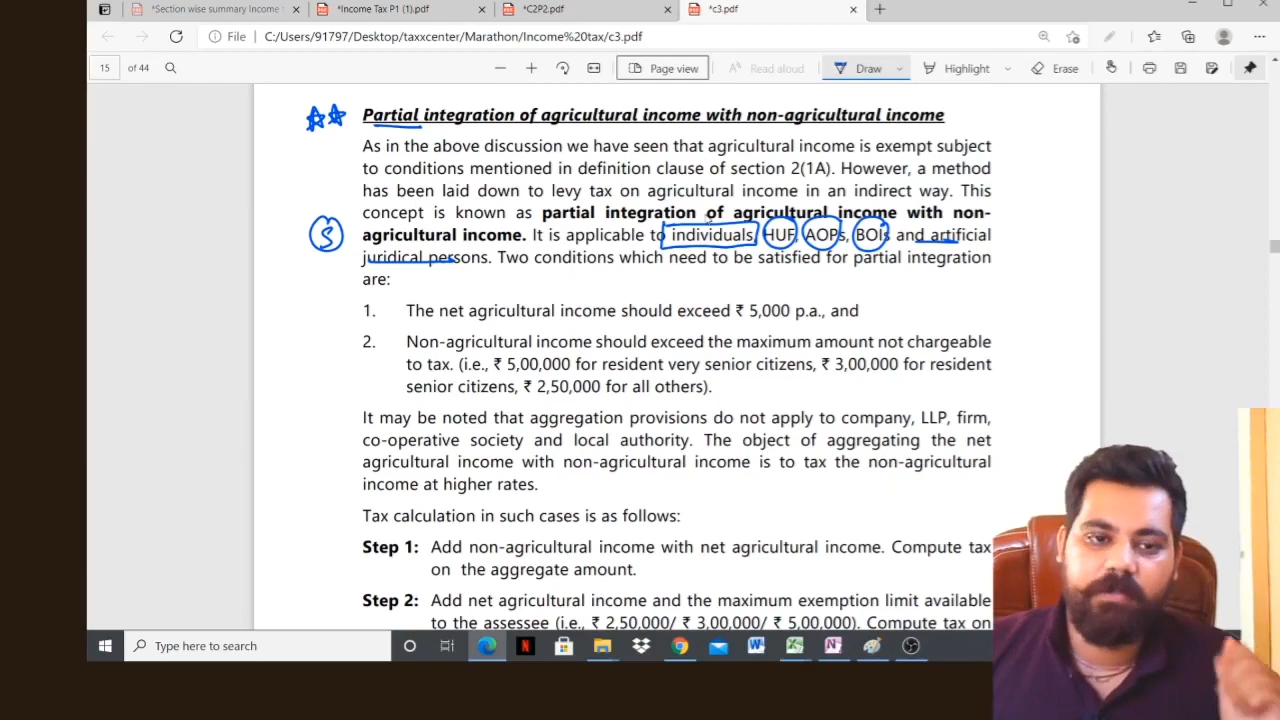 *Section wise summary Income
*Income Tax P1 (1).pdf
*C2P2.pdf
*c3.pdf
File
C:/Users/91797/Desktop/taxxcenter/Marathon/Income%20tax/c3.pdf
15 of 44
Page view
Read aloud
Draw
Highlight
Erase
Partial integration of agricultural income with non-agricultural income
As in the above discussion we have seen that agricultural income is exempt subject
to conditions mentioned in definition clause of section 2(1A). However, a method
has been laid down to levy tax on agricultural income in an indirect way. This
concept is known as partial integration of agricultural income with non-
agricultural income. It is applicable to individuals, HUF, AOPs, BOIs and artificial
juridical persons. Two conditions which need to be satisfied for partial integration
are:
1. The net agricultural income should exceed ₹ 5,000 p.a., and
2. Non-agricultural income should exceed the maximum amount not chargeable
to tax. (i.e., ₹ 5,00,000 for resident very senior citizens, ₹ 3,00,000 for resident
senior citizens, ₹ 2,50,000 for all others).
It may be noted that aggregation provisions do not apply to company, LLP, firm,
co-operative society and local authority. The object of aggregating the net
agricultural income with non-agricultural income is to tax the non-agricultural
income at higher rates.
Tax calculation in such cases is as follows:
Step 1: Add non-agricultural income with net agricultural income. Compute tax
on the aggregate amount.
Step 2: Add net agricultural income and the maximum exemption limit available
to the assessee (i.e., ₹ 2,50,000/ ₹ 3,00,000/ ₹ 5,00,000). Compute tax on
Type here to search